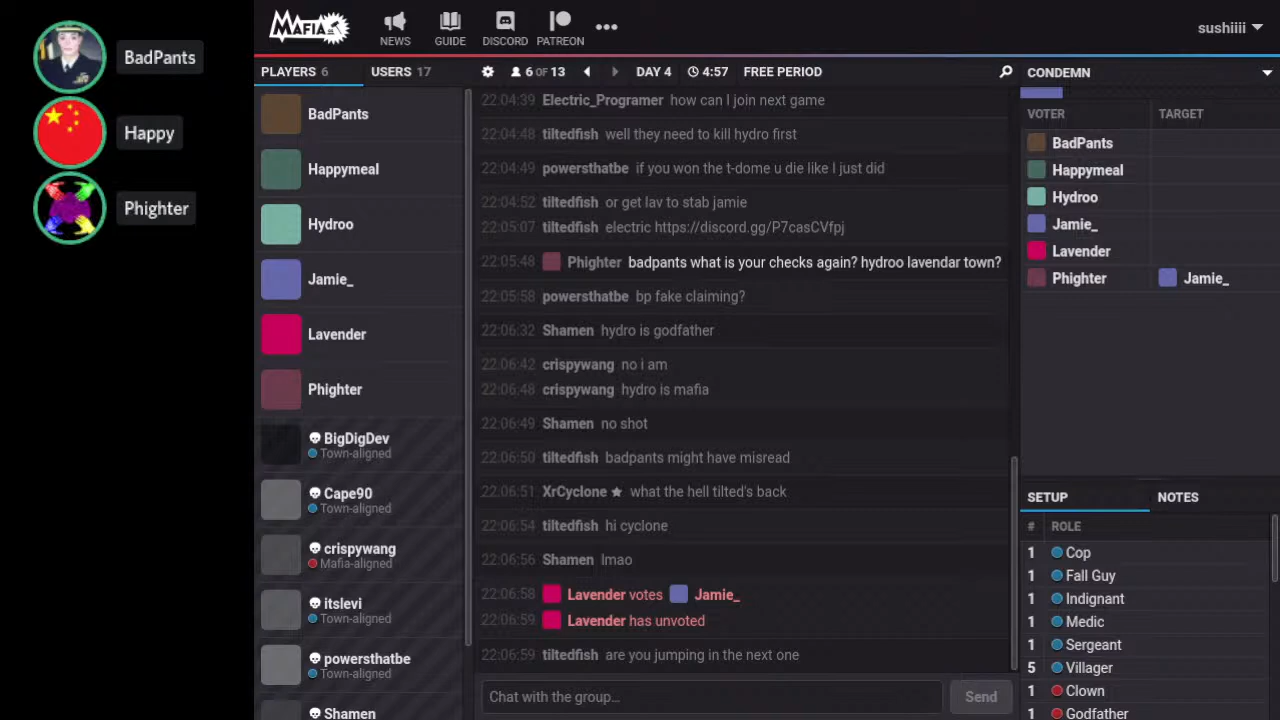 BadPants
Happy
Phighter
MAFIA
NEWS
GUIDE
DISCORD
PATREON
sushiiii
PLAYERS 6
USERS 17
6 OF 13
DAY 4
4:57
FREE PERIOD
CONDEMN
BadPants
Happymeal
Hydroo
Jamie_
Lavender
Phighter
BigDigDev
Town-aligned
Cape90
Town-aligned
crispywang
Mafia-aligned
itslevi
Town-aligned
powersthatbe
Town-aligned
Shamen
22:04:39 Electric_Programer how can I join next game
22:04:48 tiltedfish well they need to kill hydro first
22:04:49 powersthatbe if you won the t-dome u die like I just did
22:04:52 tiltedfish or get lav to stab jamie
22:05:07 tiltedfish electric https://discord.gg/P7casCVfpj
22:05:48 Phighter badpants what is your checks again? hydroo lavendar town?
22:05:58 powersthatbe bp fake claiming?
22:06:32 Shamen hydro is godfather
22:06:42 crispywang no i am
22:06:48 crispywang hydro is mafia
22:06:49 Shamen no shot
22:06:50 tiltedfish badpants might have misread
22:06:51 XrCyclone ★ what the hell tilted's back
22:06:54 tiltedfish hi cyclone
22:06:56 Shamen lmao
22:06:58 Lavender votes Jamie_
22:06:59 Lavender has unvoted
22:06:59 tiltedfish are you jumping in the next one
Chat with the group...
Send
VOTER TARGET
BadPants
Happymeal
Hydroo
Jamie_
Lavender
Phighter Jamie_
SETUP
NOTES
# ROLE
1 Cop
1 Fall Guy
1 Indignant
1 Medic
1 Sergeant
5 Villager
1 Clown
1 Godfather